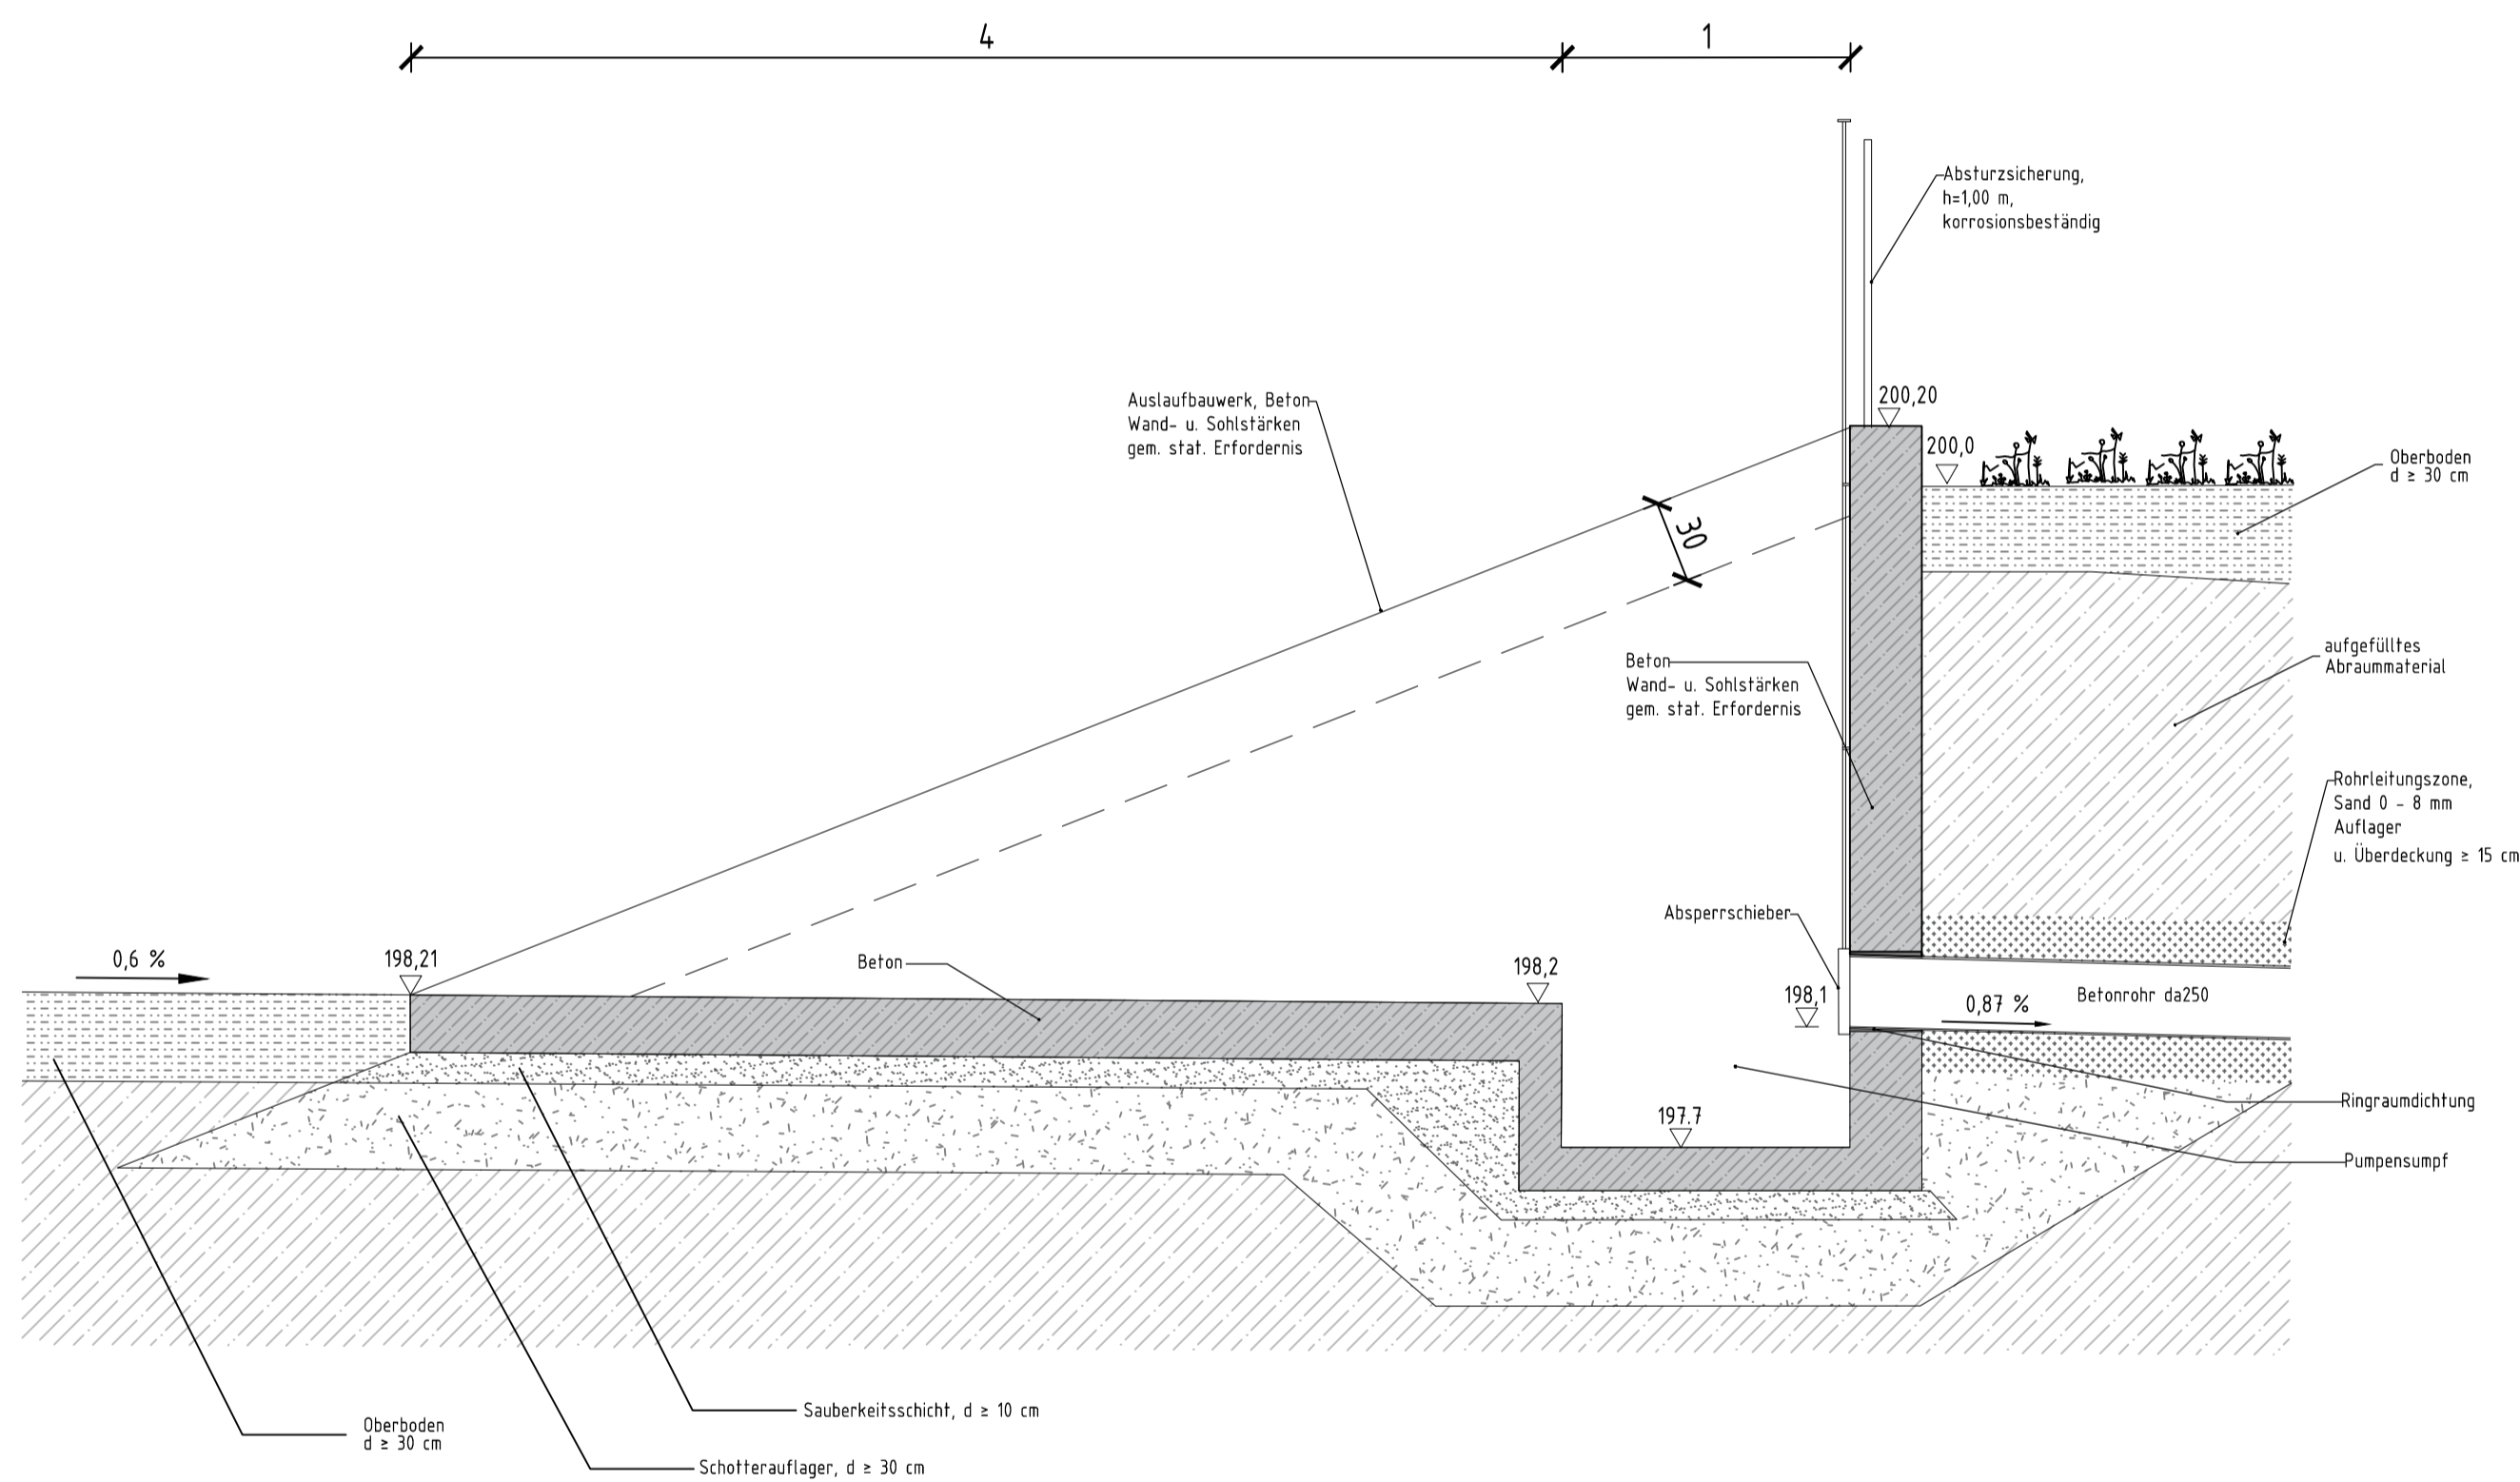 4
1
Absturzsicherung,
h=1,00 m,
korrosionsbeständig
Auslaufbauwerk, Beton
Wand- u. Sohlstärken
gem. stat. Erfordernis
200,20
200,0
Oberboden
d ≥ 30 cm
30
aufgefülltes
Abraummaterial
Beton
Wand- u. Sohlstärken
gem. stat. Erfordernis
Rohrleitungszone,
Sand 0 - 8 mm
Auflager
u. Überdeckung ≥ 15 cm
Absperrschieber
0,6 %
198,21
Beton
198,2
198,1
0,87 %
Betonrohr da250
197.7
Ringraumdichtung
Pumpensumpf
Sauberkeitsschicht, d ≥ 10 cm
Oberboden
d ≥ 30 cm
Schotterauflager, d ≥ 30 cm